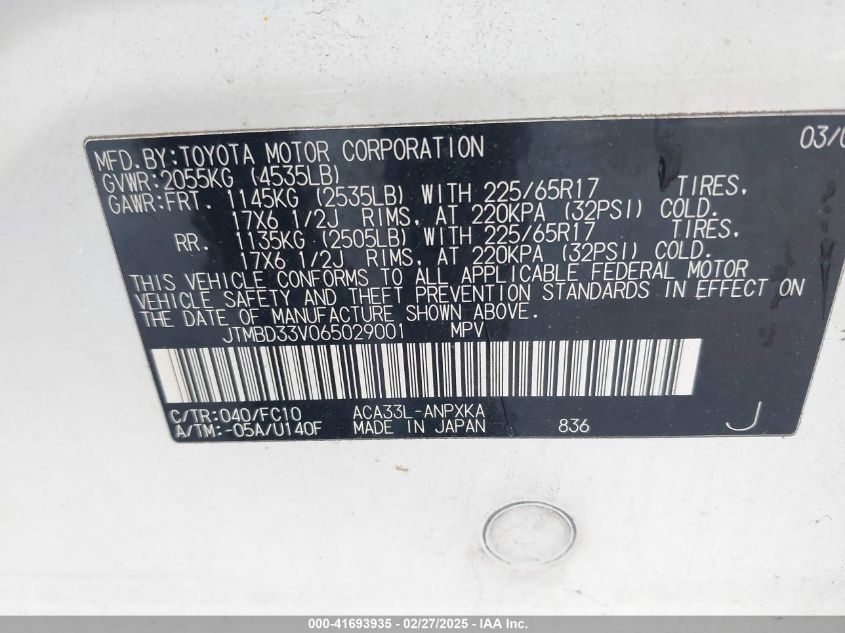 03/0
MFD.BY:TOYOTA MOTOR CORPORATION
GVWR:2055KG (4535LB)
GAWR:FRT. 1145KG (2535LB) WITH 225/65R17 TIRES,
17X6 1/2J RIMS, AT 220KPA (32PSI) COLD.
RR. 1135KG (2505LB) WITH 225/65R17 TIRES,
17X6 1/2J RIMS, AT 220KPA (32PSI) COLD.
THIS VEHICLE CONFORMS TO ALL APPLICABLE FEDERAL MOTOR
VEHICLE SAFETY AND THEFT PREVENTION STANDARDS IN EFFECT ON
THE DATE OF MANUFACTURE SHOWN ABOVE.
JTMBD33V065029001 MPV
C/TR:040/FC10 ACA33L-ANPXKA
A/TM:-05A/U140F MADE IN JAPAN 836 J
000-41693935 - 02/27/2025 - IAA Inc.